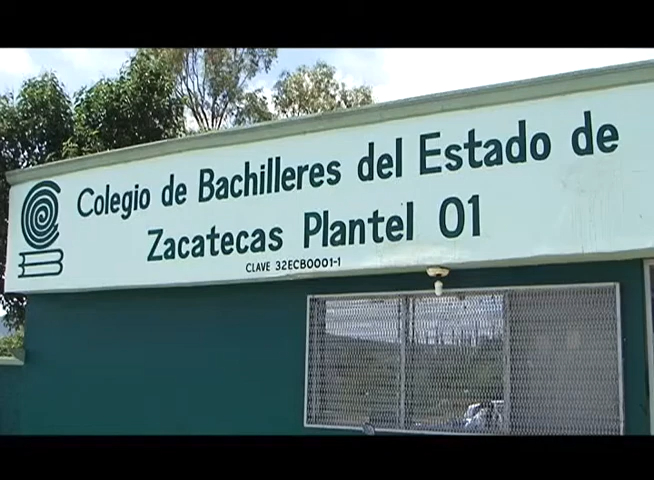 Colegio de Bachilleres del Estado de
Zacatecas Plantel 01
CLAVE 32ECB0001-1